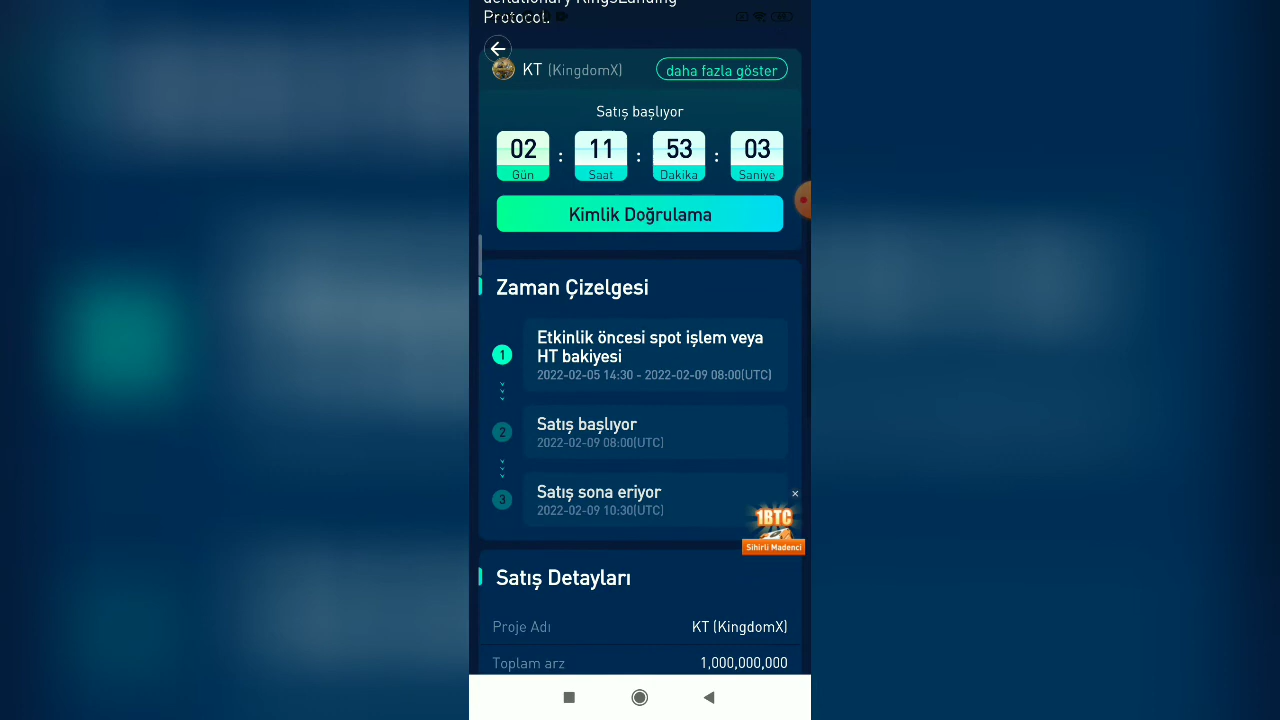 deflationary KingsLanding
Protocol.
KT (KingdomX)
daha fazla göster
Satış başlıyor
02 : 11 : 53 : 03
Gün Saat Dakika Saniye
Kimlik Doğrulama
Zaman Çizelgesi
1
Etkinlik öncesi spot işlem veya
HT bakiyesi
2022-02-05 14:30 - 2022-02-09 08:00(UTC)
2
Satış başlıyor
2022-02-09 08:00(UTC)
3
Satış sona eriyor
2022-02-09 10:30(UTC)
1BTC
Sihirli Madenci
Satış Detayları
Proje Adı KT (KingdomX)
Toplam arz 1,000,000,000